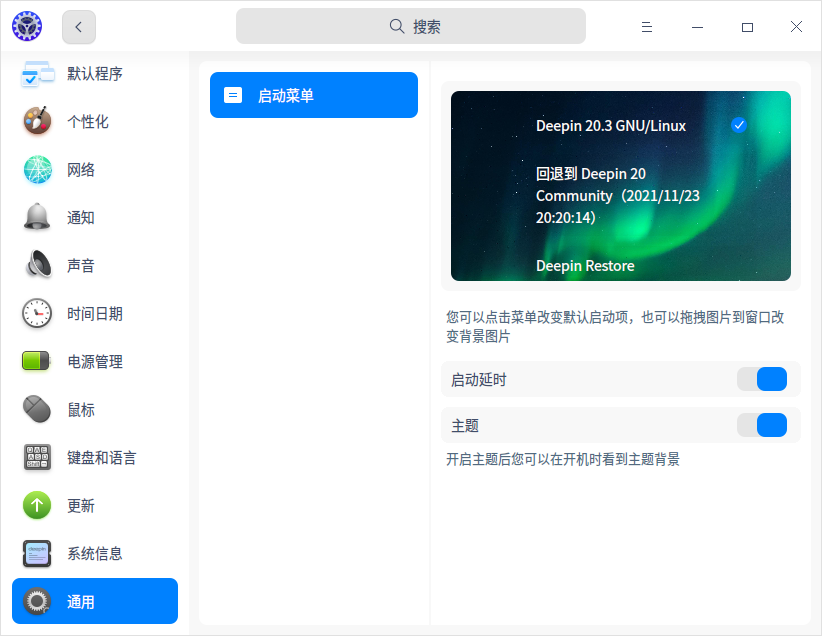 搜索
默认程序
个性化
网络
通知
声音
时间日期
电源管理
鼠标
键盘和语言
更新
系统信息
通用
启动菜单
Deepin 20.3 GNU/Linux
回退到 Deepin 20
Community（2021/11/23
20:20:14）
Deepin Restore
您可以点击菜单改变默认启动项，也可以拖拽图片到窗口改
变背景图片
启动延时
主题
开启主题后您可以在开机时看到主题背景